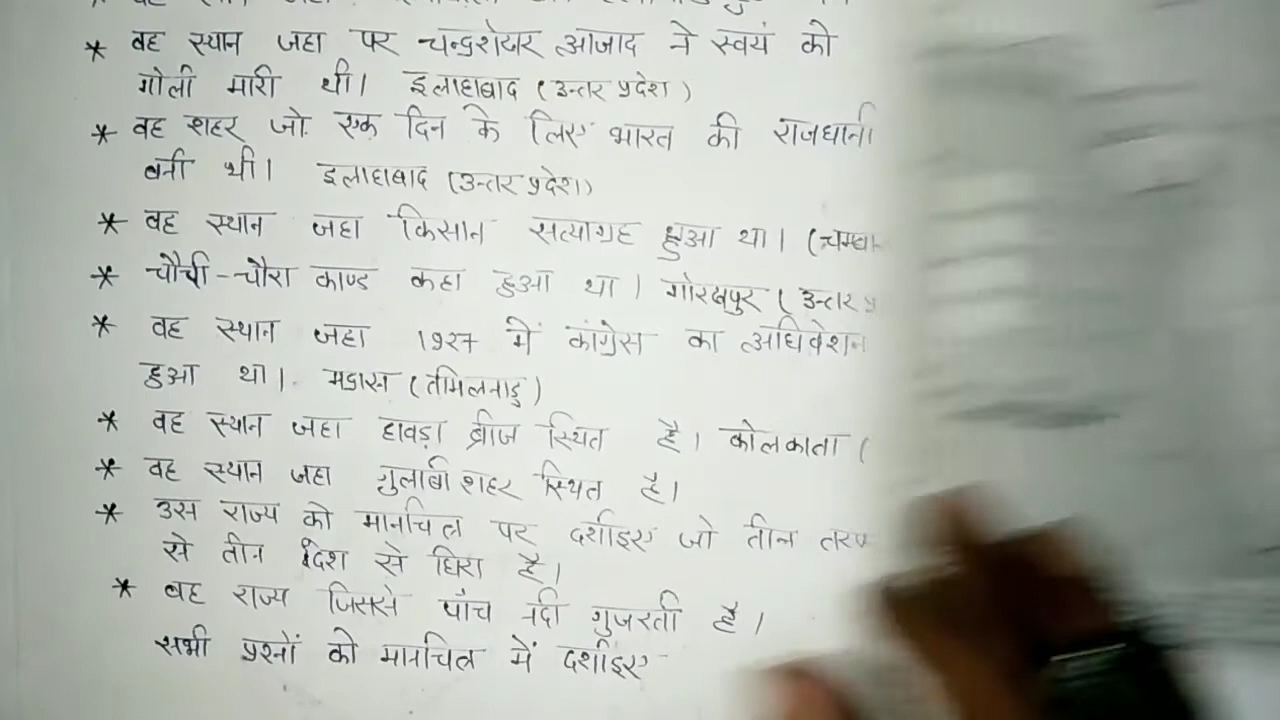 * वह स्थान जहा पर चन्द्रशेखर आजाद ने स्वयं को
गोली मारी थी। इलाहाबाद (उत्तर प्रदेश)
* वह शहर जो एक दिन के लिए भारत की राजधानी
बनी थी। इलाहाबाद (उत्तर प्रदेश)
* वह स्थान जहा किसान सत्याग्रह हुआ था।
* चौची-चौरा काण्ड कहा हुआ था। गोरखपुर (उत्तर
* वह स्थान जहा १९२७ में कांग्रेस का अधिवेशन
हुआ था। मद्रास (तमिलनाडु)
* वह स्थान जहा हावड़ा ब्रीज स्थित है। कोलकाता (
* वह स्थान जहा गुलाबी शहर स्थित है।
* उस राज्य को मानचित्र पर दर्शाइए जो तीन तरफ
से तीन देश से घिरा है।
* वह राज्य जिससे पाँच नदी गुजरती है।
सभी प्रश्नों को मानचित्र में दर्शाइए